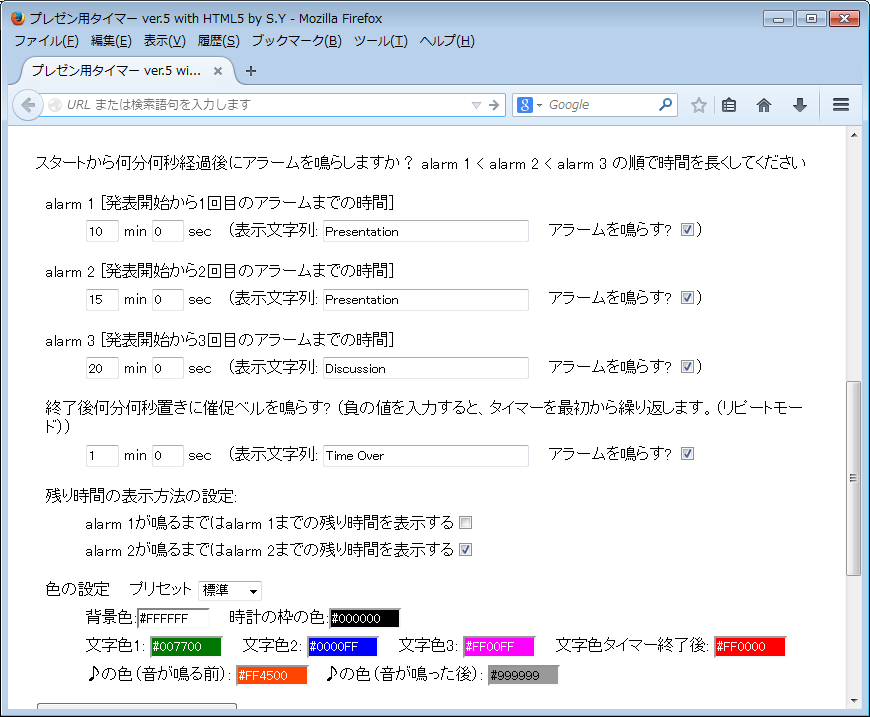 プレゼン用タイマー ver.5 with HTML5 by S.Y - Mozilla Firefox
ファイル(F) 編集(E) 表示(V) 履歴(S) ブックマーク(B) ツール(T) ヘルプ(H)
プレゼン用タイマー ver.5 wi... × +
URL または検索語句を入力します 8 Google
スタートから何分何秒経過後にアラームを鳴らしますか？ alarm 1 < alarm 2 < alarm 3 の順で時間を長くしてください
alarm 1 [発表開始から1回目のアラームまでの時間]
10 min 0 sec （表示文字列: Presentation アラームを鳴らす? ）
alarm 2 [発表開始から2回目のアラームまでの時間]
15 min 0 sec （表示文字列: Presentation アラームを鳴らす? ）
alarm 3 [発表開始から3回目のアラームまでの時間]
20 min 0 sec （表示文字列: Discussion アラームを鳴らす? ）
終了後何分何秒置きに催促ベルを鳴らす? （負の値を入力すると、タイマーを最初から繰り返します。（リピートモー
ド））
1 min 0 sec （表示文字列: Time Over アラームを鳴らす?
残り時間の表示方法の設定:
alarm 1が鳴るまではalarm 1までの残り時間を表示する
alarm 2が鳴るまではalarm 2までの残り時間を表示する
色の設定 プリセット 標準
背景色:#FFFFFF 時計の枠の色:#000000
文字色1: #007700 文字色2: #0000FF 文字色3: #FF00FF 文字色タイマー終了後: #FF0000
♪の色（音が鳴る前）: #FF4500 ♪の色（音が鳴った後）: #999999